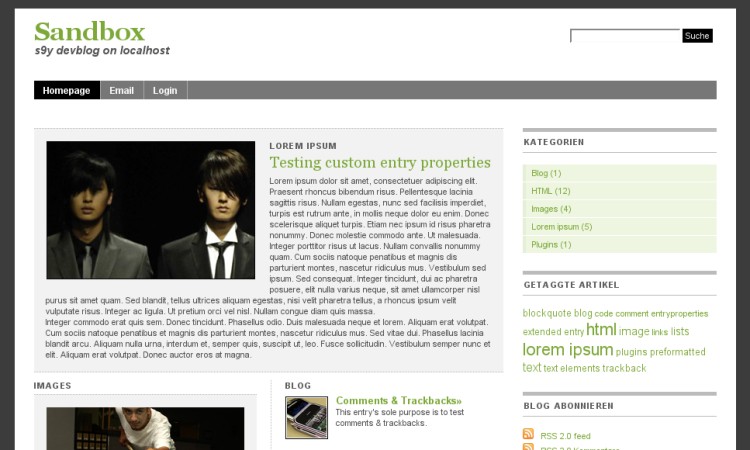 Sandbox
s9y devblog on localhost
Suche
Homepage Email Login
LOREM IPSUM
Testing custom entry properties
Lorem ipsum dolor sit amet, consectetuer adipiscing elit.
Praesent rhoncus bibendum risus. Pellentesque lacinia
sagittis risus. Nullam egestas, nunc sed facilisis imperdiet,
turpis est rutrum ante, in mollis neque dolor eu enim. Donec
scelerisque aliquet turpis. Etiam nec ipsum id risus pharetra
nonummy. Donec molestie commodo ante. Ut malesuada.
Integer porttitor risus ut lacus. Nullam convallis nonummy
quam. Cum sociis natoque penatibus et magnis dis
parturient montes, nascetur ridiculus mus. Vestibulum sed
ipsum. Sed consequat. Integer tincidunt, dui ac pharetra
posuere, elit nulla varius neque, sit amet ullamcorper nisl
purus sit amet quam. Sed blandit, tellus ultrices aliquam egestas, nisi velit pharetra tellus, a rhoncus ipsum velit
vulputate risus. Integer ac ligula. Ut pretium orci vel nisl. Nullam congue diam quis massa.
Integer commodo erat quis sem. Donec tincidunt. Phasellus odio. Duis malesuada neque et lorem. Aliquam erat volutpat.
Cum sociis natoque penatibus et magnis dis parturient montes, nascetur ridiculus mus. Sed vitae dui. Phasellus lacinia
blandit arcu. Aliquam nulla urna, interdum et, semper quis, suscipit ut, leo. Fusce sollicitudin. Vestibulum semper nunc et
elit. Aliquam erat volutpat. Donec auctor eros at magna.
IMAGES
BLOG
Comments & Trackbacks»
This entry's sole purpose is to test
comments & trackbacks.
KATEGORIEN
Blog (1)
HTML (12)
Images (4)
Lorem ipsum (5)
Plugins (1)
GETAGGTE ARTIKEL
blockquote blog code comment entryproperties
extended entry html image links lists
lorem ipsum plugins preformatted
text text elements trackback
BLOG ABONNIEREN
RSS 2.0 feed
RSS 2.0 Kommentare